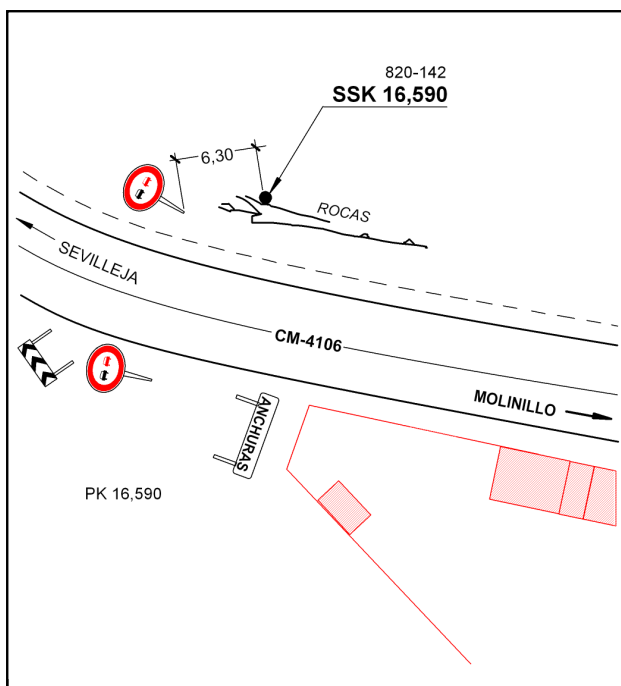 820-142
SSK 16,590
6,30
ROCAS
SEVILLEJA
CM-4106
MOLINILLO
ANCHURAS
PK 16,590